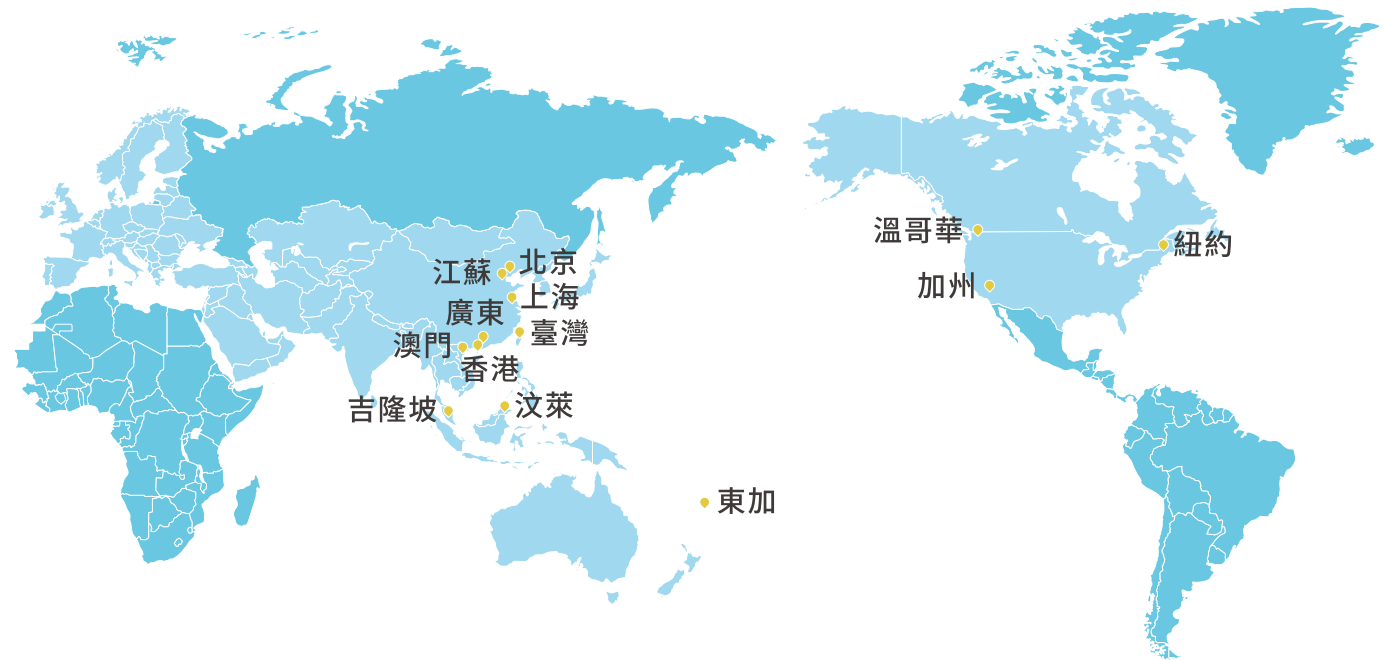 溫哥華
紐約
北京
江蘇
加州
上海
廣東
臺灣
澳門
香港
吉隆坡
汶萊
東加